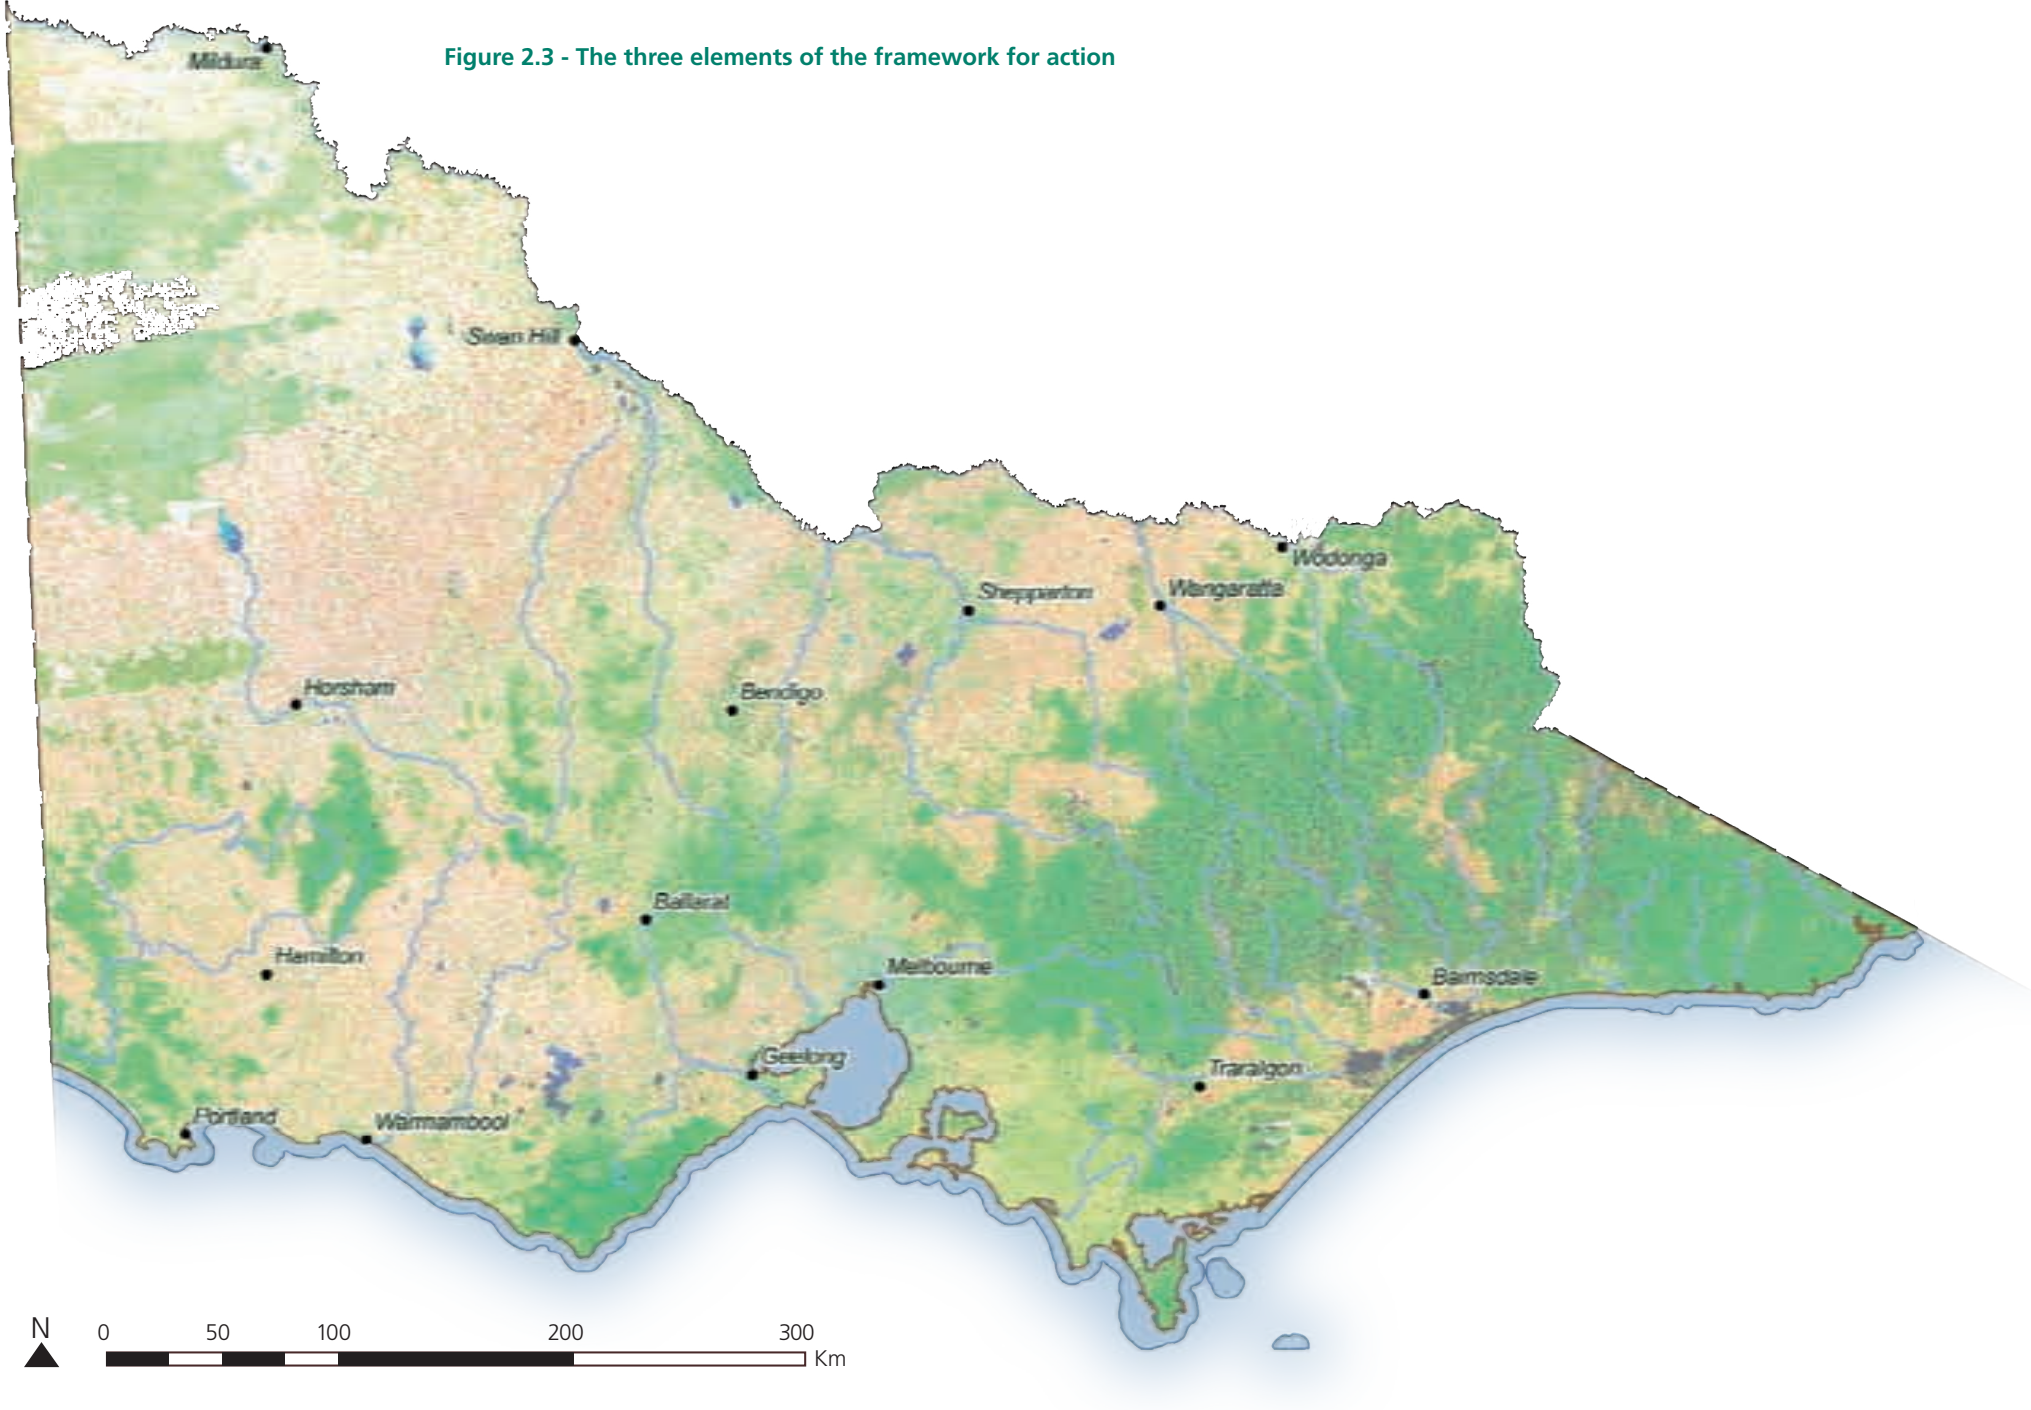 Figure 2.3 - The three elements of the framework for action
Mildura
Swan Hill
Wodonga
Shepparton
Wangaratta
Horsham
Bendigo
Ballarat
Hamilton
Melbourne
Bairnsdale
Geelong
Traralgon
Portland
Warrnambool
N
0 50 100 200 300
Km